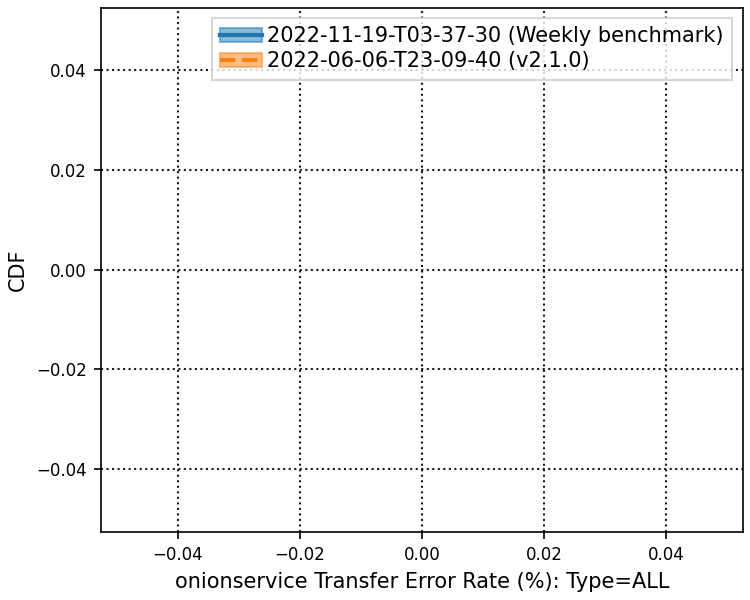 2022-11-19-T03-37-30 (Weekly benchmark)
2022-06-06-T23-09-40 (v2.1.0)
0.04
0.02
0.00
−0.02
−0.04
CDF
−0.04 −0.02 0.00 0.02 0.04
onionservice Transfer Error Rate (%): Type=ALL